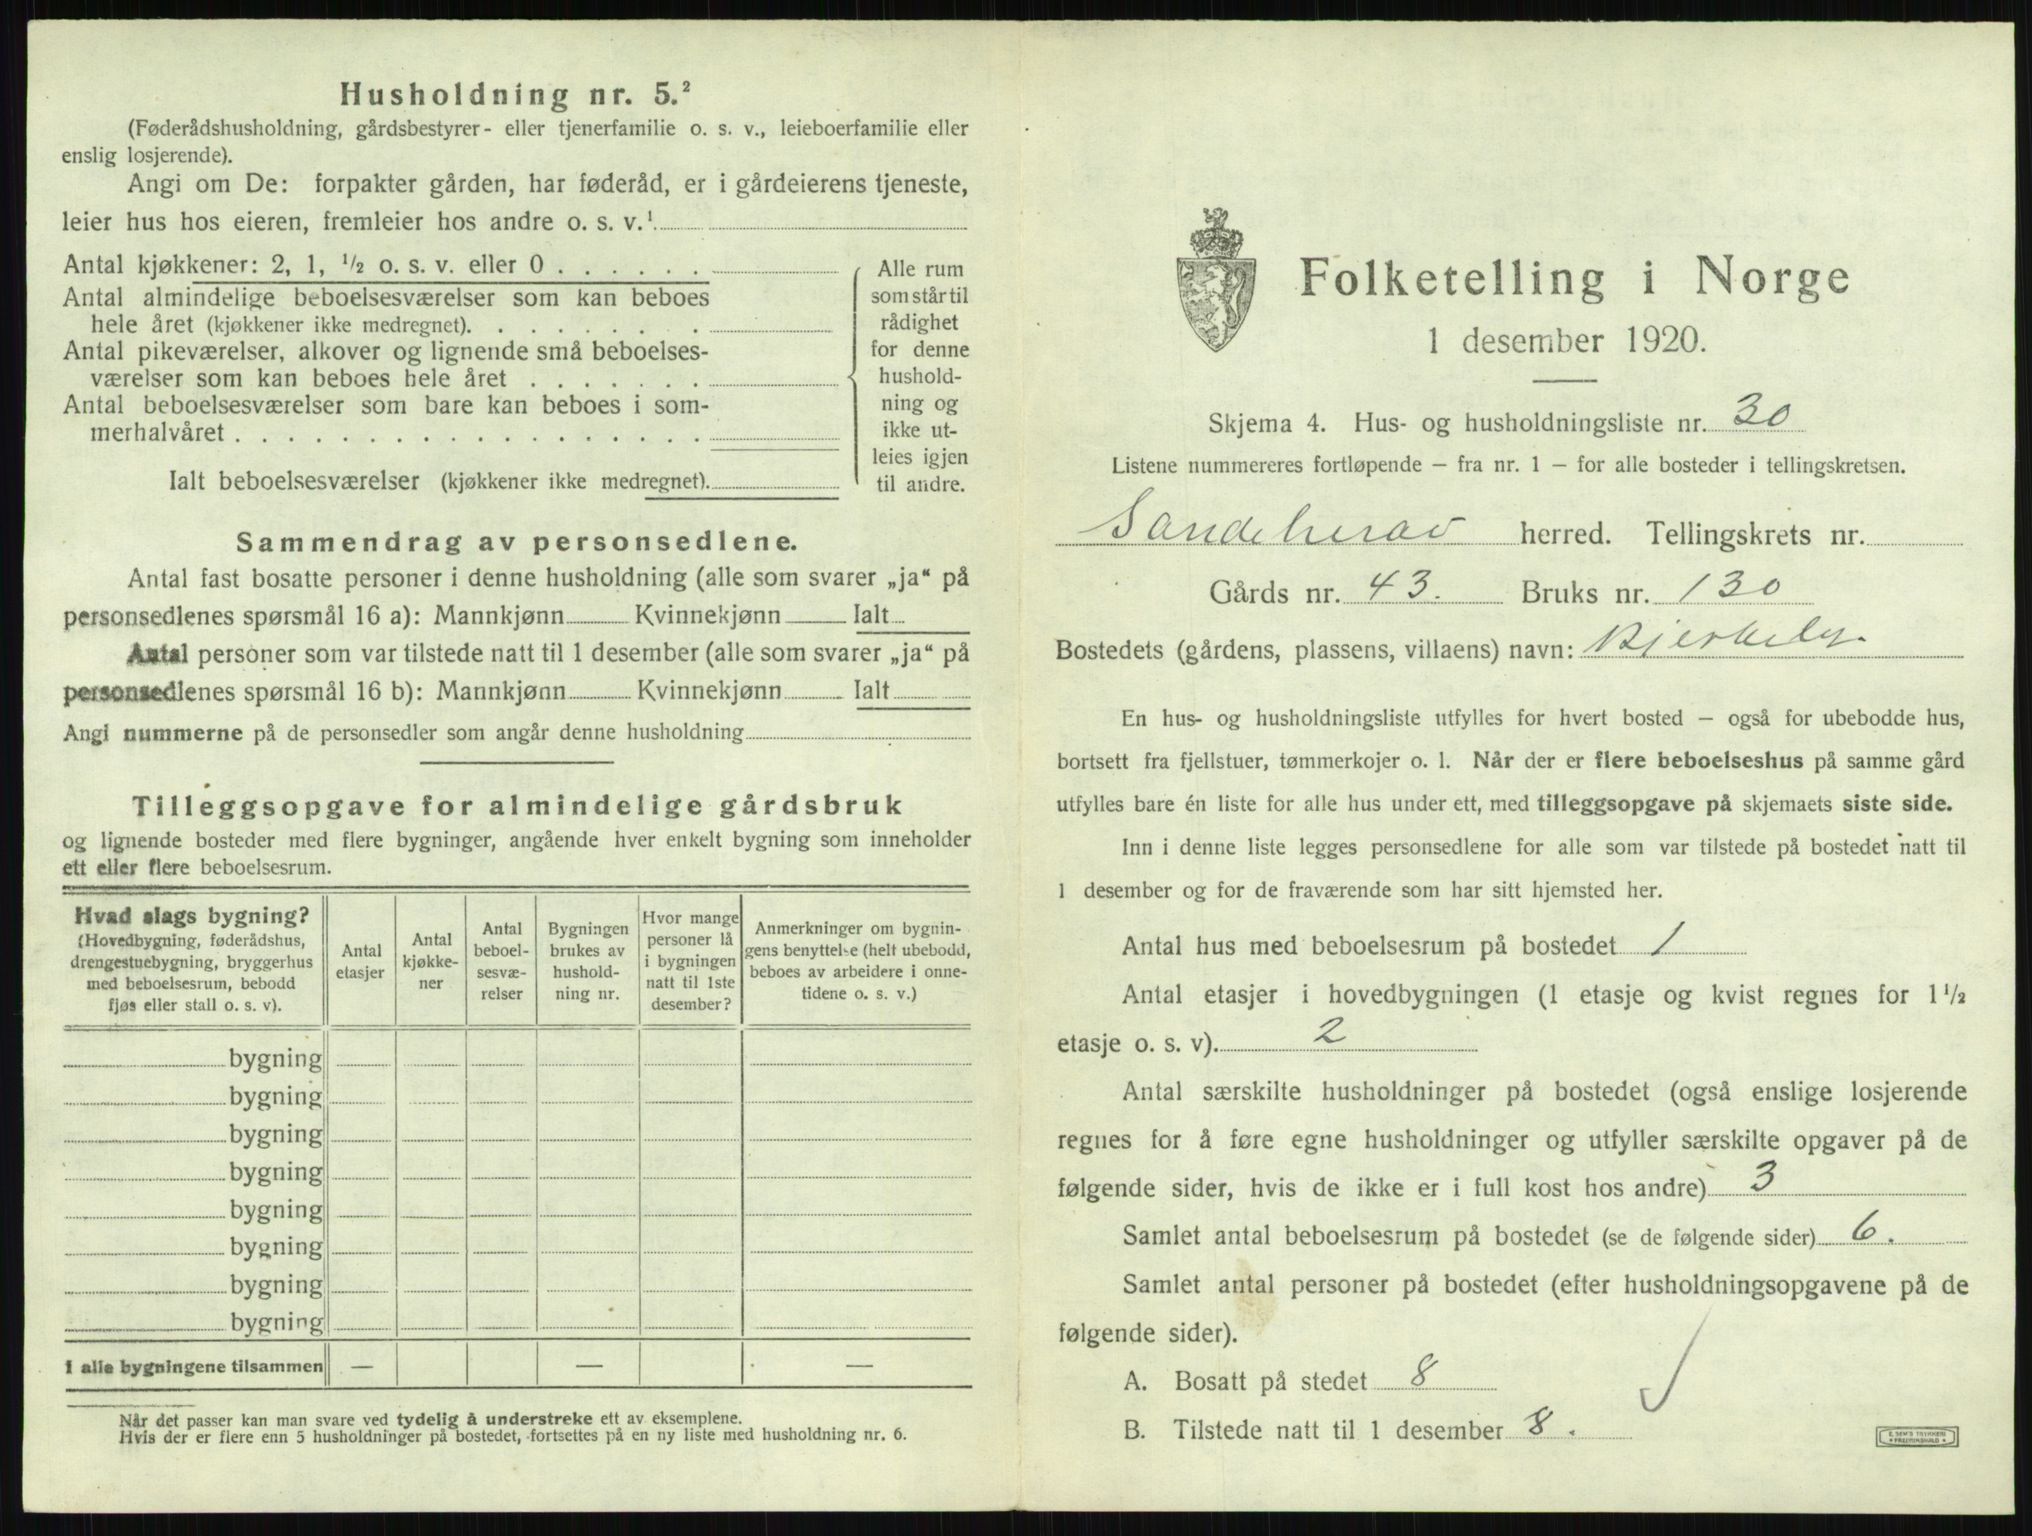 Husholdning nr. 5.²
(Føderådshusholdning, gårdsbestyrer- eller tjenerfamilie o. s. v., leieboerfamilie eller
enslig losjerende).
Angi om De: forpakter gården, har føderåd, er i gårdeierens tjeneste,
leier hus hos eieren, fremleier hos andre o. s. v.¹
Antal kjøkkener: 2, 1, ½ o. s. v. eller 0 . . . . . .
Antal almindelige beboelsesværelser som kan beboes
hele året (kjøkkener ikke medregnet). . . . . . . . .
Antal pikeværelser, alkover og lignende små beboelses-
værelser som kan beboes hele året . . . . . . .
Antal beboelsesværelser som bare kan beboes i som-
merhalvåret . . . . . . . . . . . . . . . . . .
Ialt beboelsesværelser (kjøkkener ikke medregnet).
Alle rum
som står til
rådighet
for denne
hushold-
ning og
ikke ut-
leies igjen
til andre.
Sammendrag av personsedlene.
Antal fast bosatte personer i denne husholdning (alle som svarer „ja“ på
personsedlenes spørsmål 16 a): Mannkjønn Kvinnekjønn Ialt
Antal personer som var tilstede natt til 1 desember (alle som svarer „ja“ på
personsedlenes spørsmål 16 b): Mannkjønn Kvinnekjønn Ialt
Angi nummerne på de personsedler som angår denne husholdning
Tilleggsopgave for almindelige gårdsbruk
og lignende bosteder med flere bygninger, angående hver enkelt bygning som inneholder
ett eller flere beboelsesrum.
Hvad slags bygning?
(Hovedbygning, føderådshus,
drengestuebygning, bryggerhus
med beboelsesrum, bebodd
fjøs eller stall o. s. v).
Antal
etasjer
Antal
kjøkke-
ner
Antal
beboel-
sesvæ-
relser
Bygningen
brukes av
hushold-
ning nr.
Hvor mange
personer lå
i bygningen
natt til 1ste
desember?
Anmerkninger om bygnin-
gens benyttelse (helt ubebodd,
beboes av arbeidere i onne-
tidene o. s. v.)
bygning
bygning
bygning
bygning
bygning
bygning
bygning
bygning
I alle bygningene tilsammen — — —
Når det passer kan man svare ved tydelig å understreke ett av eksemplene.
Hvis der er flere enn 5 husholdninger på bostedet, fortsettes på en ny liste med husholdning nr. 6.
Folketelling i Norge
1 desember 1920.
Skjema 4. Hus- og husholdningsliste nr. 30
Listene nummereres fortløpende — fra nr. 1 — for alle bosteder i tellingskretsen.
Sandeherad herred. Tellingskrets nr.
Gårds nr. 43. Bruks nr. 130
Bostedets (gårdens, plassens, villaens) navn: Bjerkely.
En hus- og husholdningsliste utfylles for hvert bosted — også for ubebodde hus,
bortsett fra fjellstuer, tømmerkojer o. l. Når der er flere beboelseshus på samme gård
utfylles bare én liste for alle hus under ett, med tilleggsopgave på skjemaets siste side.
Inn i denne liste legges personsedlene for alle som var tilstede på bostedet natt til
1 desember og for de fraværende som har sitt hjemsted her.
Antal hus med beboelsesrum på bostedet 1
Antal etasjer i hovedbygningen (1 etasje og kvist regnes for 1½
etasje o. s. v). 2
Antal særskilte husholdninger på bostedet (også enslige losjerende
regnes for å føre egne husholdninger og utfyller særskilte opgaver på de
følgende sider, hvis de ikke er i full kost hos andre) 3
Samlet antal beboelsesrum på bostedet (se de følgende sider) 6.
Samlet antal personer på bostedet (efter husholdningsopgavene på de
følgende sider).
A. Bosatt på stedet 8
B. Tilstede natt til 1 desember 8.
E. SEM'S TRYKKERI
FREDRIKSHALD